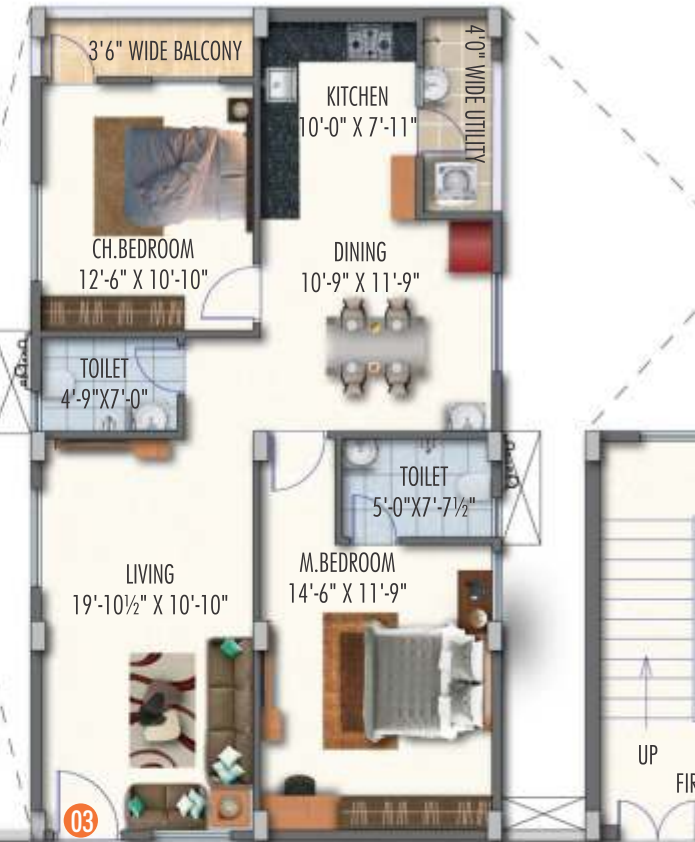 3'6" WIDE BALCONY
4'0" WIDE UTILITY
KITCHEN
10'-0" X 7'-11"
CH.BEDROOM
12'-6" X 10'-10"
DINING
10'-9" X 11'-9"
TOILET
4'-9"X7'-0"
TOILET
5'-0"X7'-7½"
LIVING
19'-10½" X 10'-10"
M.BEDROOM
14'-6" X 11'-9"
UP
FIR
03